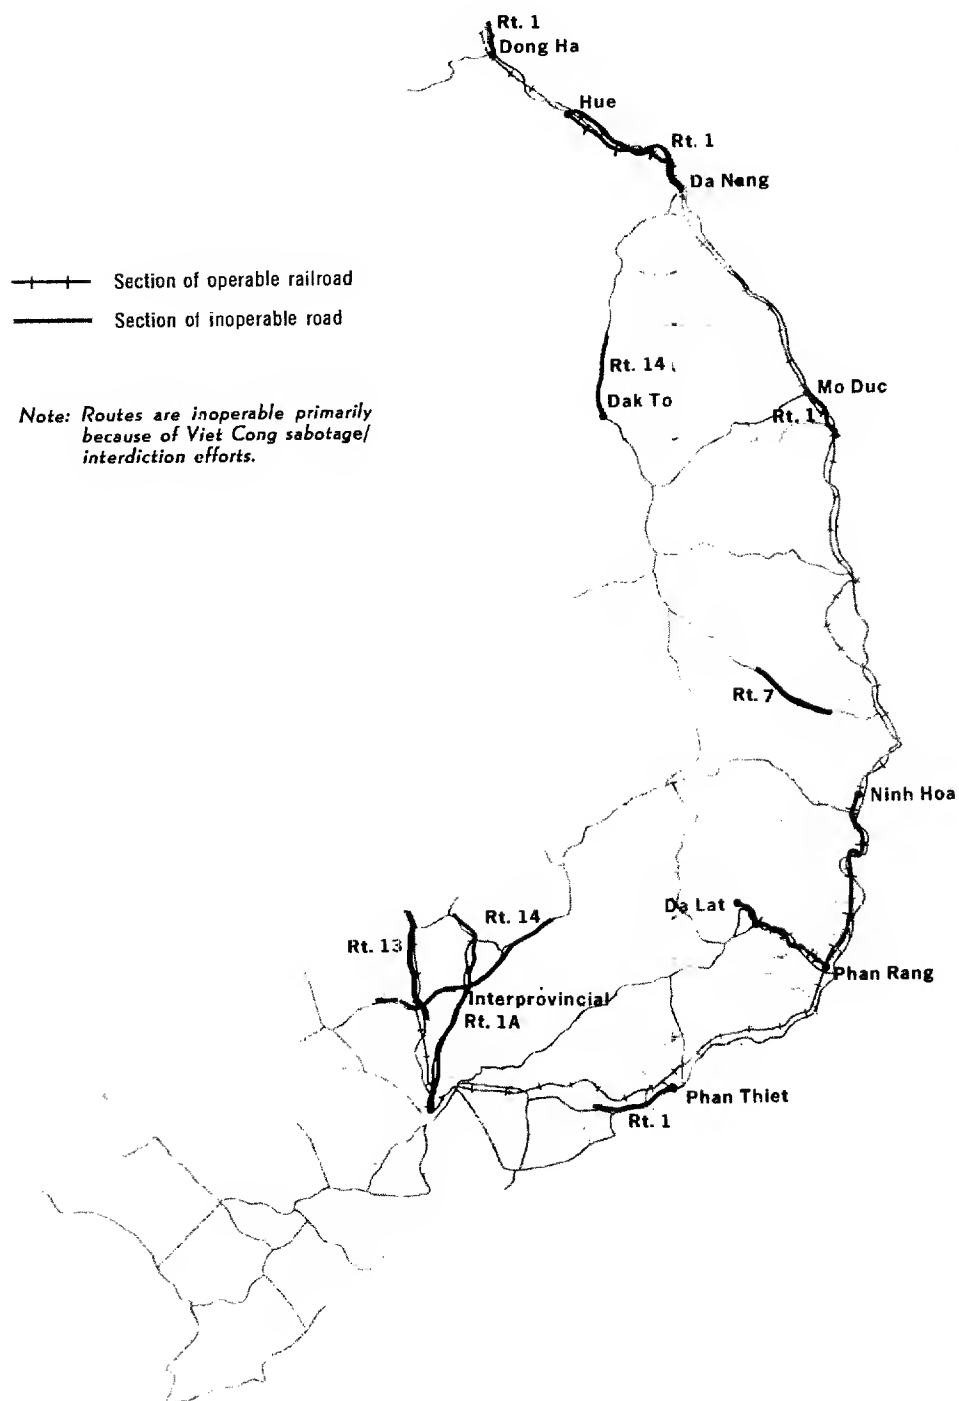 Rt. 1
Dong Ha
Hue
Rt. 1
Da Nang
Section of operable railroad
Section of inoperable road
Rt. 14
Dak To
Mo Duc
Rt. 1
Note: Routes are inoperable primarily
because of Viet Cong sabotage/
interdiction efforts.
Rt. 7
Ninh Hoa
Da Lat
Rt. 14
Rt. 13
Phan Rang
Interprovincial
Rt. 1A
Phan Thiet
Rt. 1